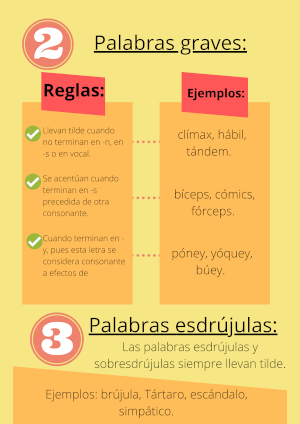 2
Palabras graves:
Reglas:
Llevan tilde cuando
no terminan en -n, en
-s o en vocal.
Se acentúan cuando
terminan en -s
precedida de otra
consonante.
Cuando terminan en -
y, pues esta letra se
considera consonante
a efectos de
Ejemplos:
clímax, hábil,
tándem.
bíceps, cómics,
fórceps.
póney, yóquey,
búey.
3
Palabras esdrújulas:
Las palabras esdrújulas y
sobresdrújulas siempre llevan tilde.
Ejemplos: brújula, Tártaro, escándalo,
simpático.